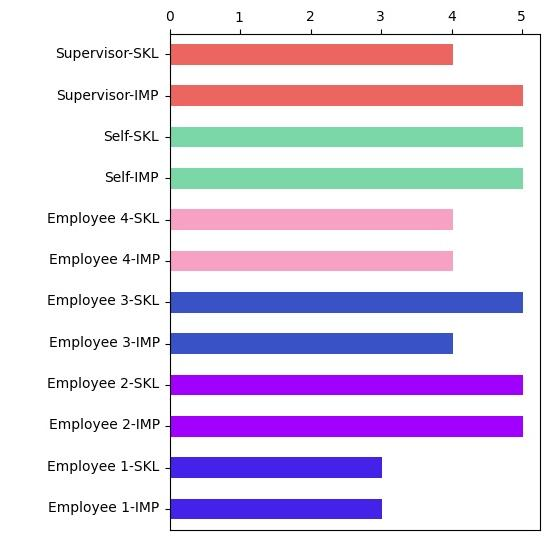 0 1 2 3 4 5
Supervisor-SKL
Supervisor-IMP
Self-SKL
Self-IMP
Employee 4-SKL
Employee 4-IMP
Employee 3-SKL
Employee 3-IMP
Employee 2-SKL
Employee 2-IMP
Employee 1-SKL
Employee 1-IMP